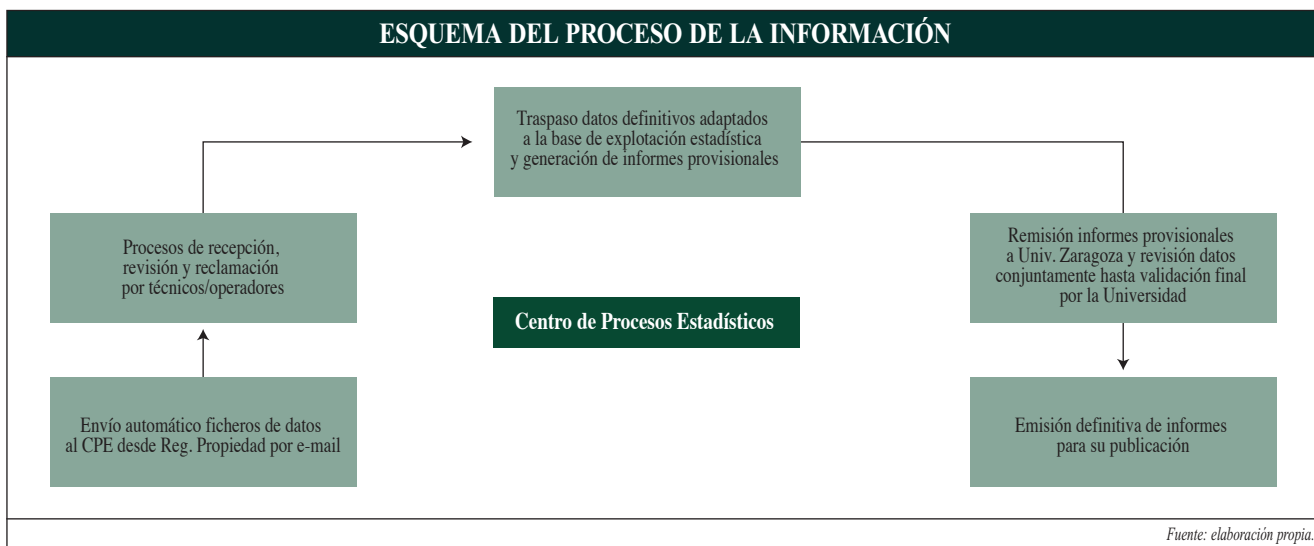 ESQUEMA DEL PROCESO DE LA INFORMACIÓN
Traspaso datos definitivos adaptados
a la base de explotación estadística
y generación de informes provisionales
Procesos de recepción,
revisión y reclamación
por técnicos/operadores
Remisión informes provisionales
a Univ. Zaragoza y revisión datos
conjuntamente hasta validación final
por la Universidad
Centro de Procesos Estadísticos
Envío automático ficheros de datos
al CPE desde Reg. Propiedad por e-mail
Emisión definitiva de informes
para su publicación
Fuente: elaboración propia.